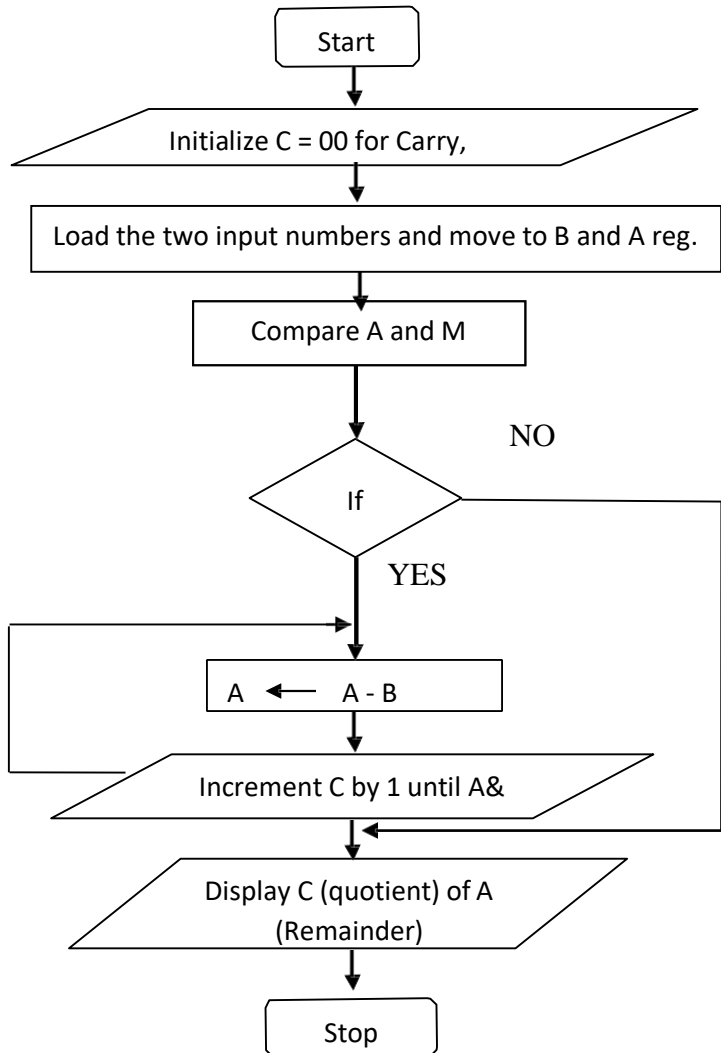 Start
Initialize C = 00 for Carry,
Load the two input numbers and move to B and A reg.
Compare A and M
NO
If
YES
A A - B
Increment C by 1 until A&
Display C (quotient) of A
(Remainder)
Stop